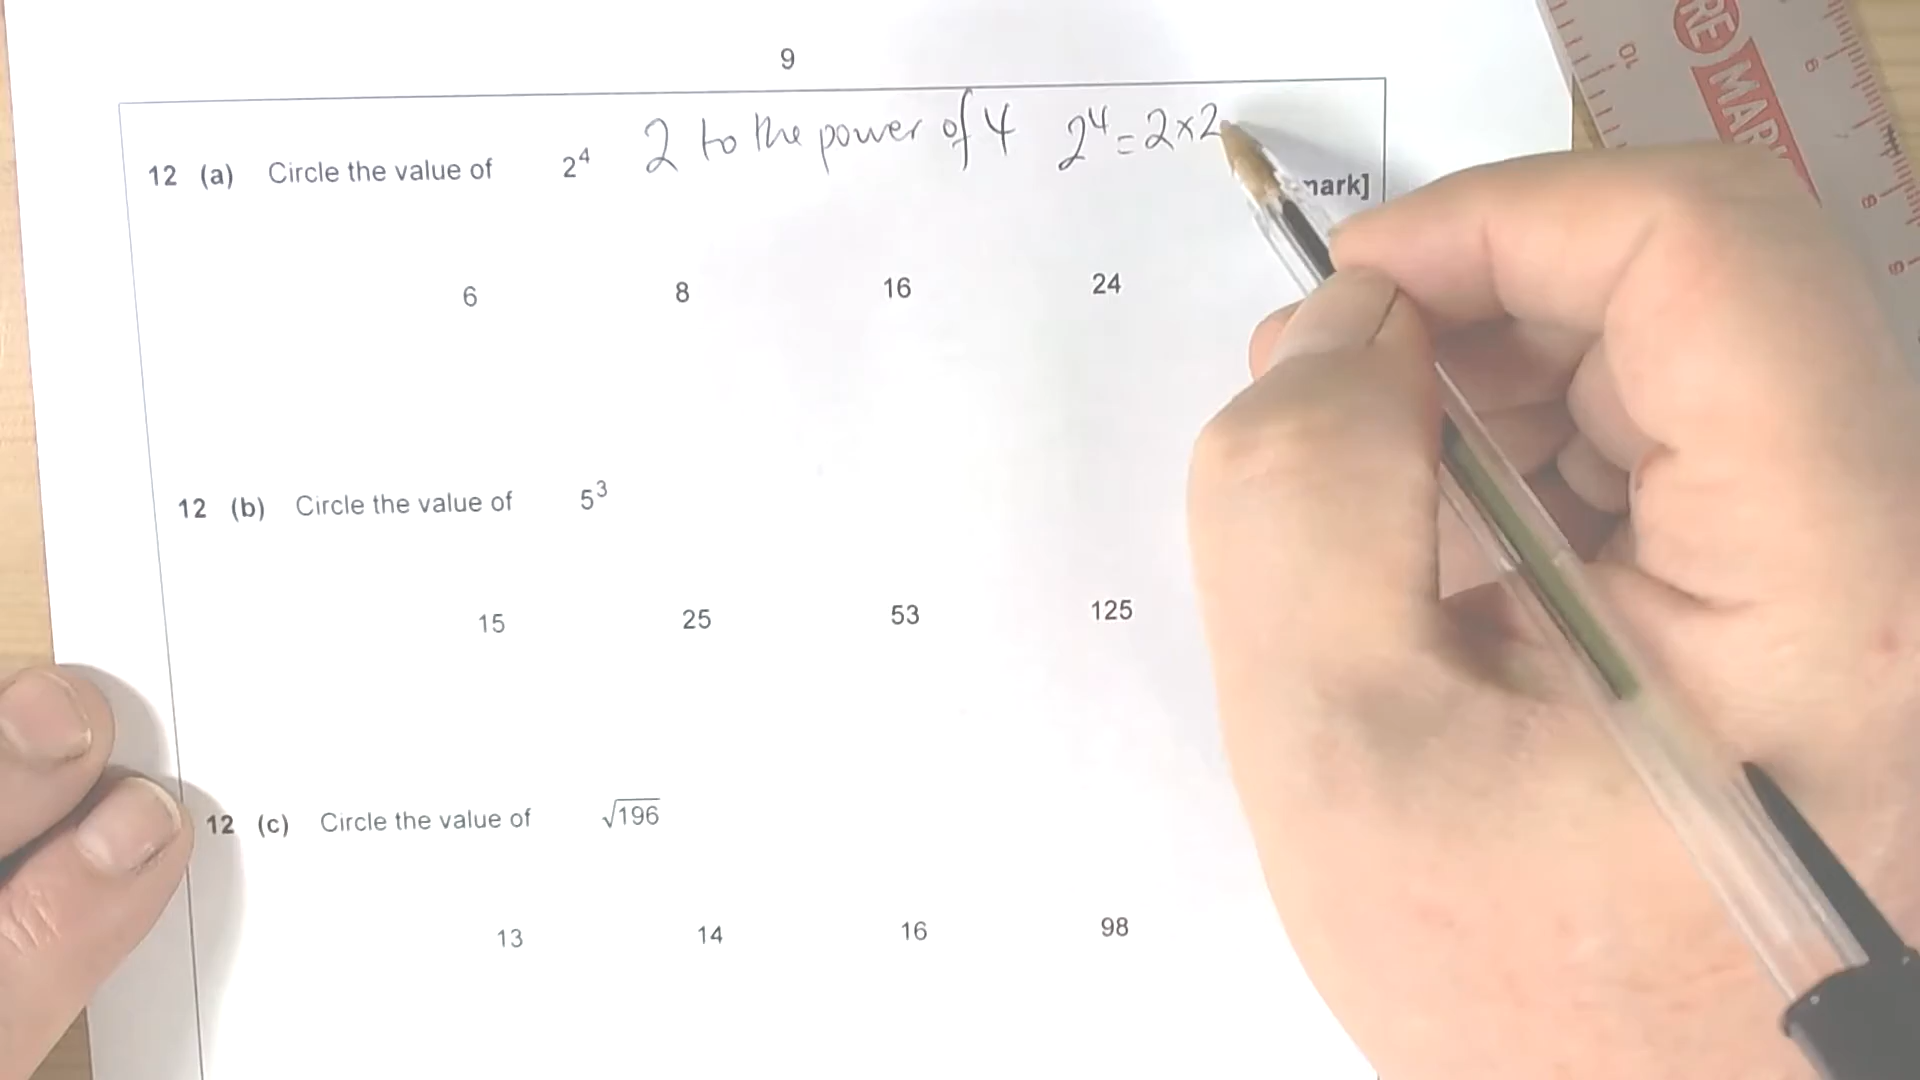 9
12 (a) Circle the value of 2⁴ 2 to the power of 4 2⁴ = 2 × 2
mark]
6 8 16 24
12 (b) Circle the value of 5³
15 25 53 125
12 (c) Circle the value of √196
13 14 16 98
MARK
10